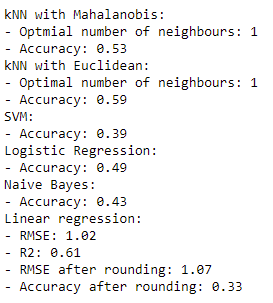 kNN with Mahalanobis:
- Optmial number of neighbours: 1
- Accuracy: 0.53
kNN with Euclidean:
- Optimal number of neighbours: 1
- Accuracy: 0.59
SVM:
- Accuracy: 0.39
Logistic Regression:
- Accuracy: 0.49
Naive Bayes:
- Accuracy: 0.43
Linear regression:
- RMSE: 1.02
- R2: 0.61
- RMSE after rounding: 1.07
- Accuracy after rounding: 0.33